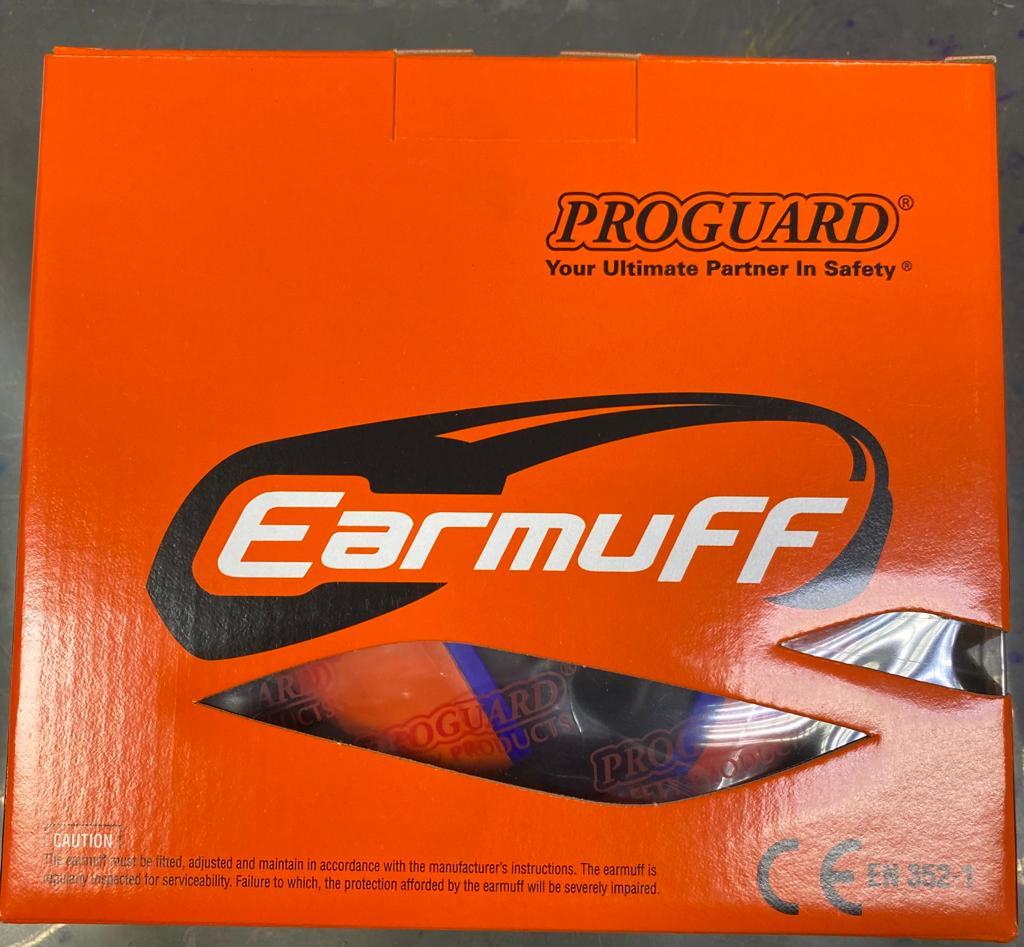 PROGUARD®
Your Ultimate Partner In Safety®
Earmuff
PROGUARD®
PRODUCTS
CAUTION
The earmuff must be fitted, adjusted and maintain in accordance with the manufacturer's instructions. The earmuff is
regularly inspected for serviceability. Failure to which, the protection afforded by the earmuff will be severely impaired.
CE EN 352-1